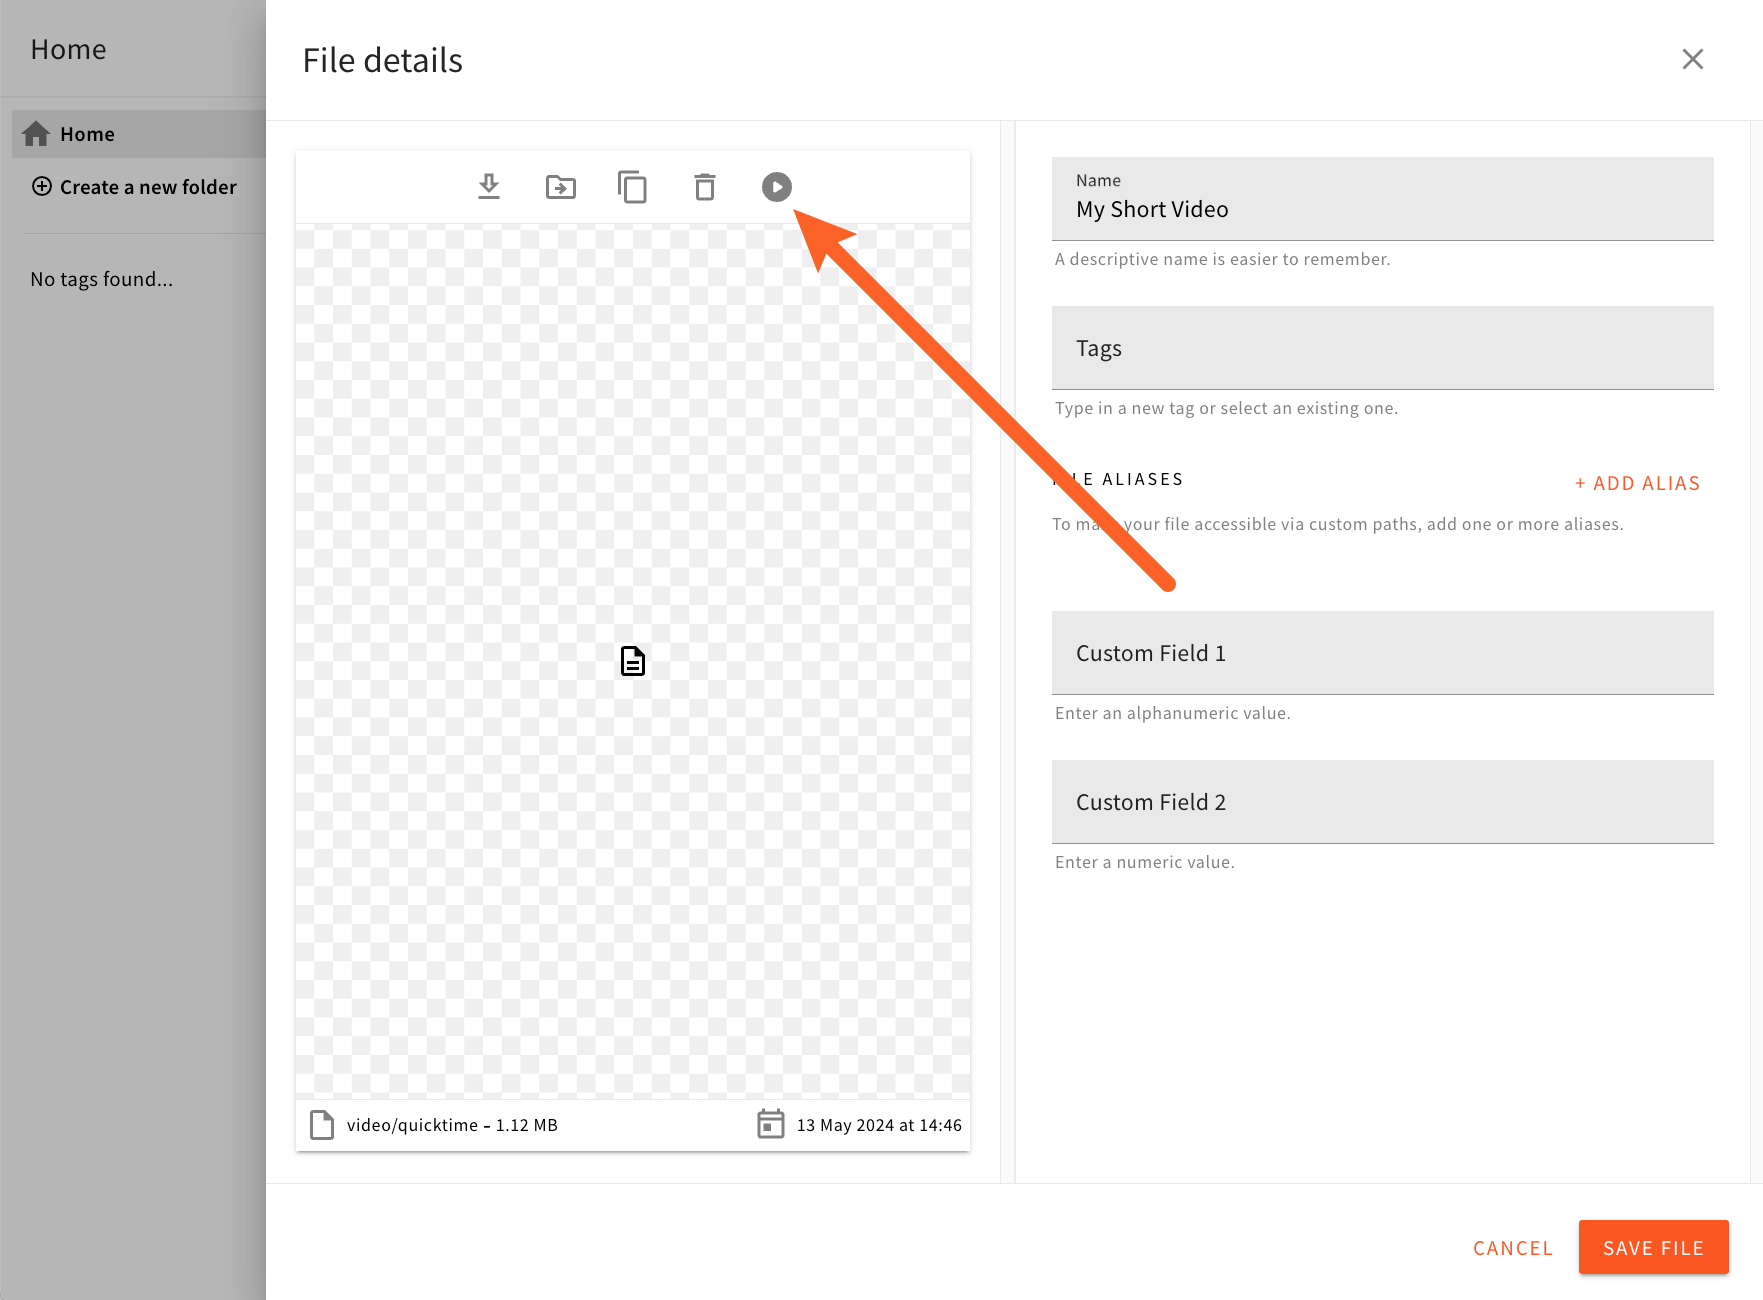 Home
File details
Home
Create a new folder
No tags found...
Name
My Short Video
A descriptive name is easier to remember.
Tags
Type in a new tag or select an existing one.
ALIASES
+ ADD ALIAS
To your file accessible via custom paths, add one or more aliases.
Custom Field 1
Enter an alphanumeric value.
Custom Field 2
Enter a numeric value.
video/quicktime – 1.12 MB
13 May 2024 at 14:46
CANCEL
SAVE FILE